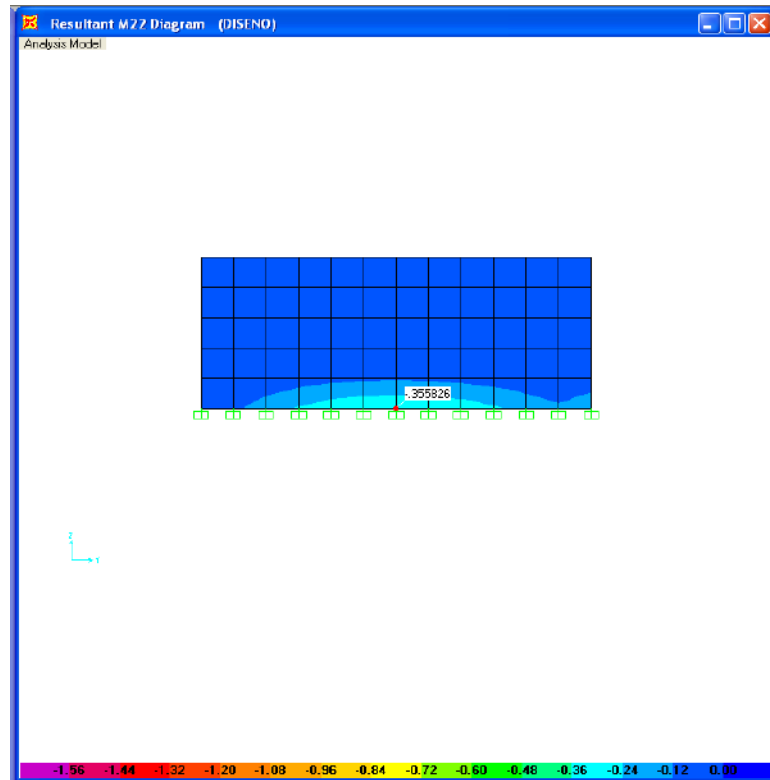 Resultant M22 Diagram (DISENO)
Analysis Model
-.355826
Z
Y
-1.56 -1.44 -1.32 -1.20 -1.08 -0.96 -0.84 -0.72 -0.60 -0.48 -0.36 -0.24 -0.12 0.00